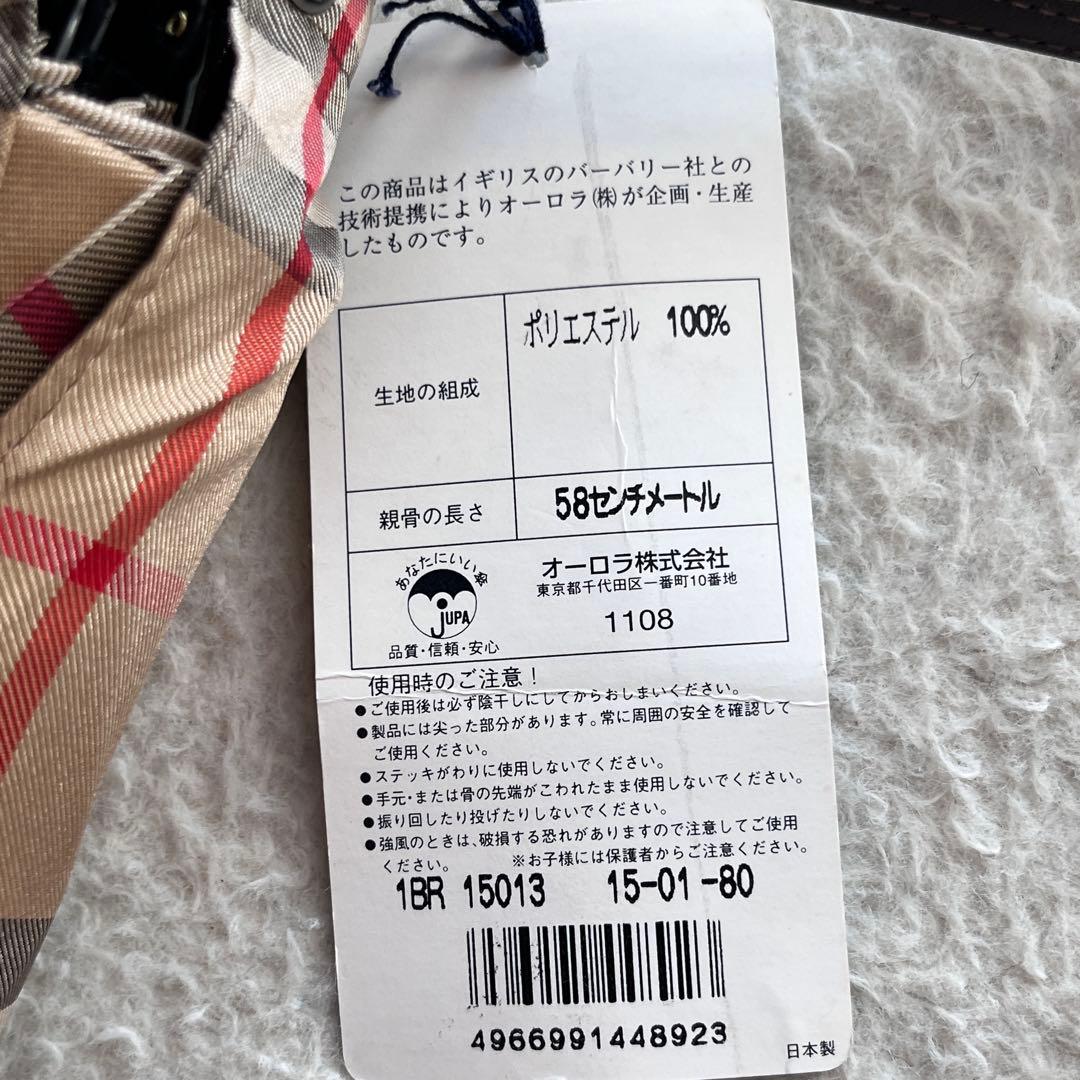 この商品はイギリスのバーバリー社との
技術提携によりオーロラ(株)が企画・生産
したものです。
生地の組成
ポリエステル 100%
親骨の長さ
58センチメートル
あなたにいい傘
JUPA
品質・信頼・安心
オーロラ株式会社
東京都千代田区一番町10番地
1108
使用時のご注意!
●ご使用後は必ず陰干しにしてからおしまいください。
●製品には尖った部分があります。常に周囲の安全を確認して
ご使用ください。
●ステッキがわりに使用しないでください。
●手元・または骨の先端がこわれたまま使用しないでください。
●振り回したり投げたりしないでください。
●強風のときは、破損する恐れがありますので注意してご使用
ください。 ※お子様には保護者からご注意ください。
1BR 15013 15-01-80
4966991448923
日本製